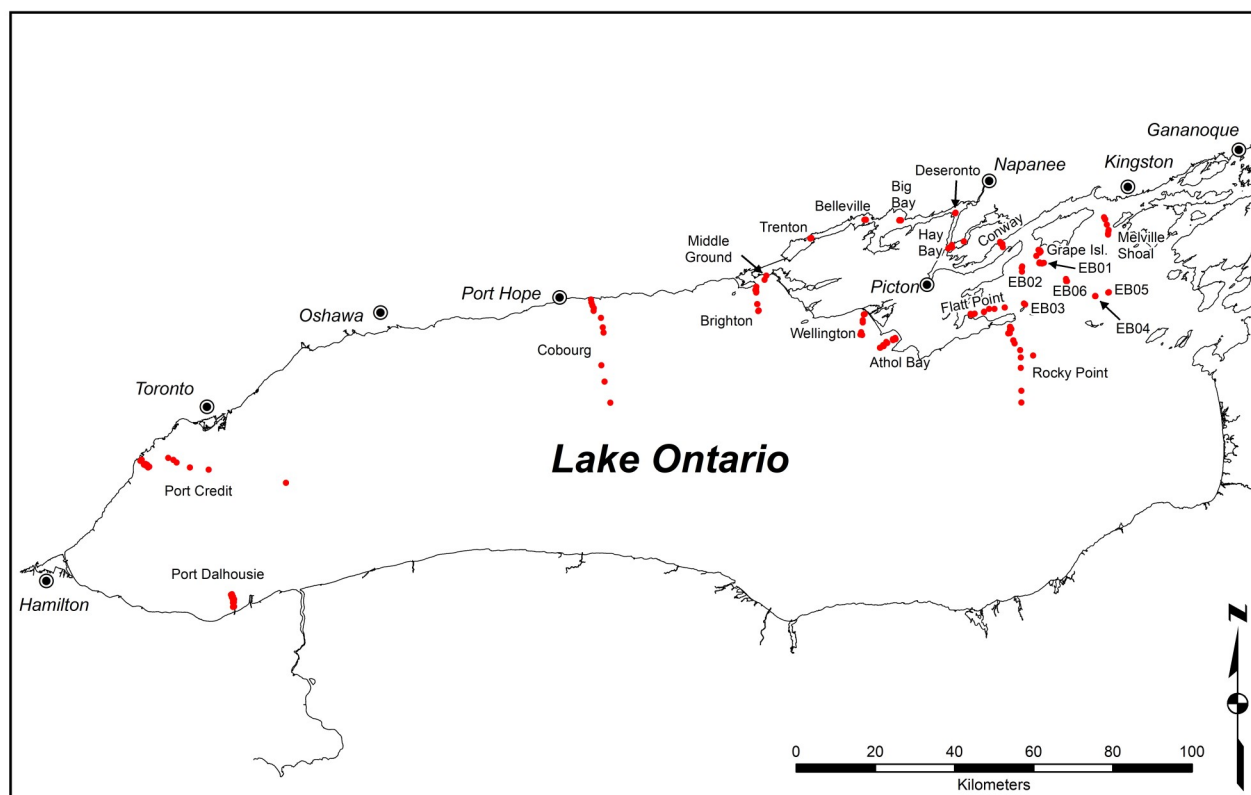 Gananoque
Napanee
Kingston
Deseronto
Big
Bay
Belleville
Trenton
Hay
Bay
Conway
Melville
Shoal
Grape Isl.
Middle
Ground
EB01
EB02
EB06
EB05
EB03
EB04
Picton
Flatt Point
Port Hope
Oshawa
Brighton
Wellington
Athol Bay
Cobourg
Rocky Point
Toronto
Lake Ontario
Port Credit
Port Dalhousie
Hamilton
N
0 20 40 60 80 100
Kilometers